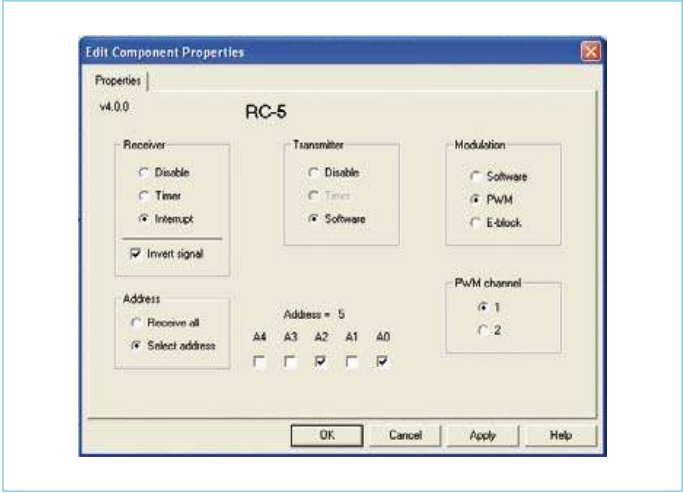 Edit Component Properties
Properties
v4.0.0
RC-5
Receiver
Disable
Timer
Interrupt
Invert signal
Transmitter
Disable
Timer
Software
Modulation
Software
PWM
E-block
Address
Receive all
Select address
Address = 5
A4 A3 A2 A1 A0
PWM channel
1
2
OK Cancel Apply Help